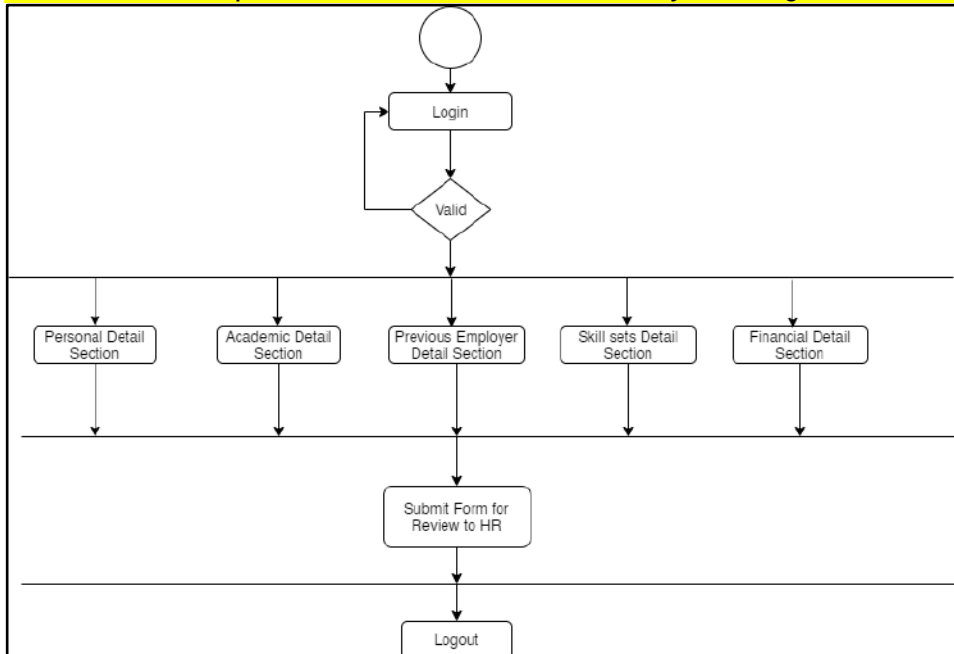 Login
Valid
Personal Detail
Section
Academic Detail
Section
Previous Employer
Detail Section
Skill sets Detail
Section
Financial Detail
Section
Submit Form for
Review to HR
Logout